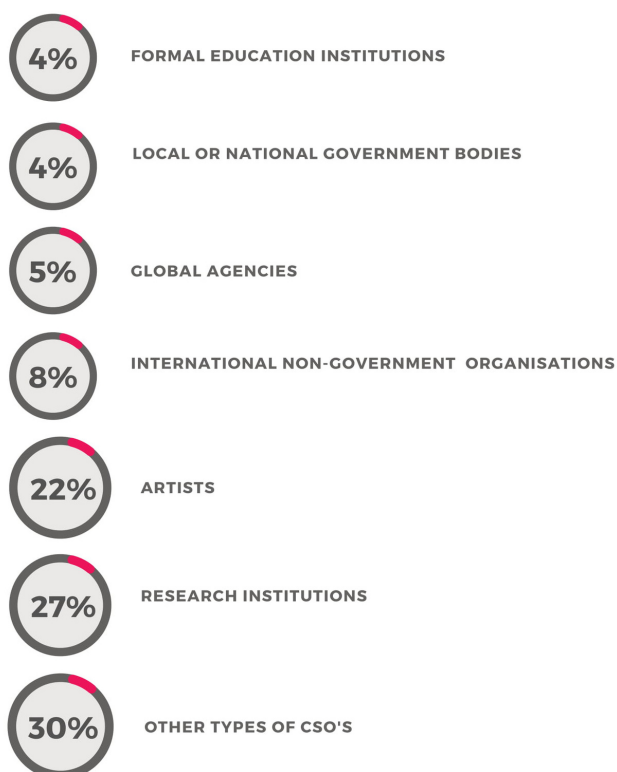 4% FORMAL EDUCATION INSTITUTIONS
4% LOCAL OR NATIONAL GOVERNMENT BODIES
5% GLOBAL AGENCIES
8% INTERNATIONAL NON-GOVERNMENT ORGANISATIONS
22% ARTISTS
27% RESEARCH INSTITUTIONS
30% OTHER TYPES OF CSO'S